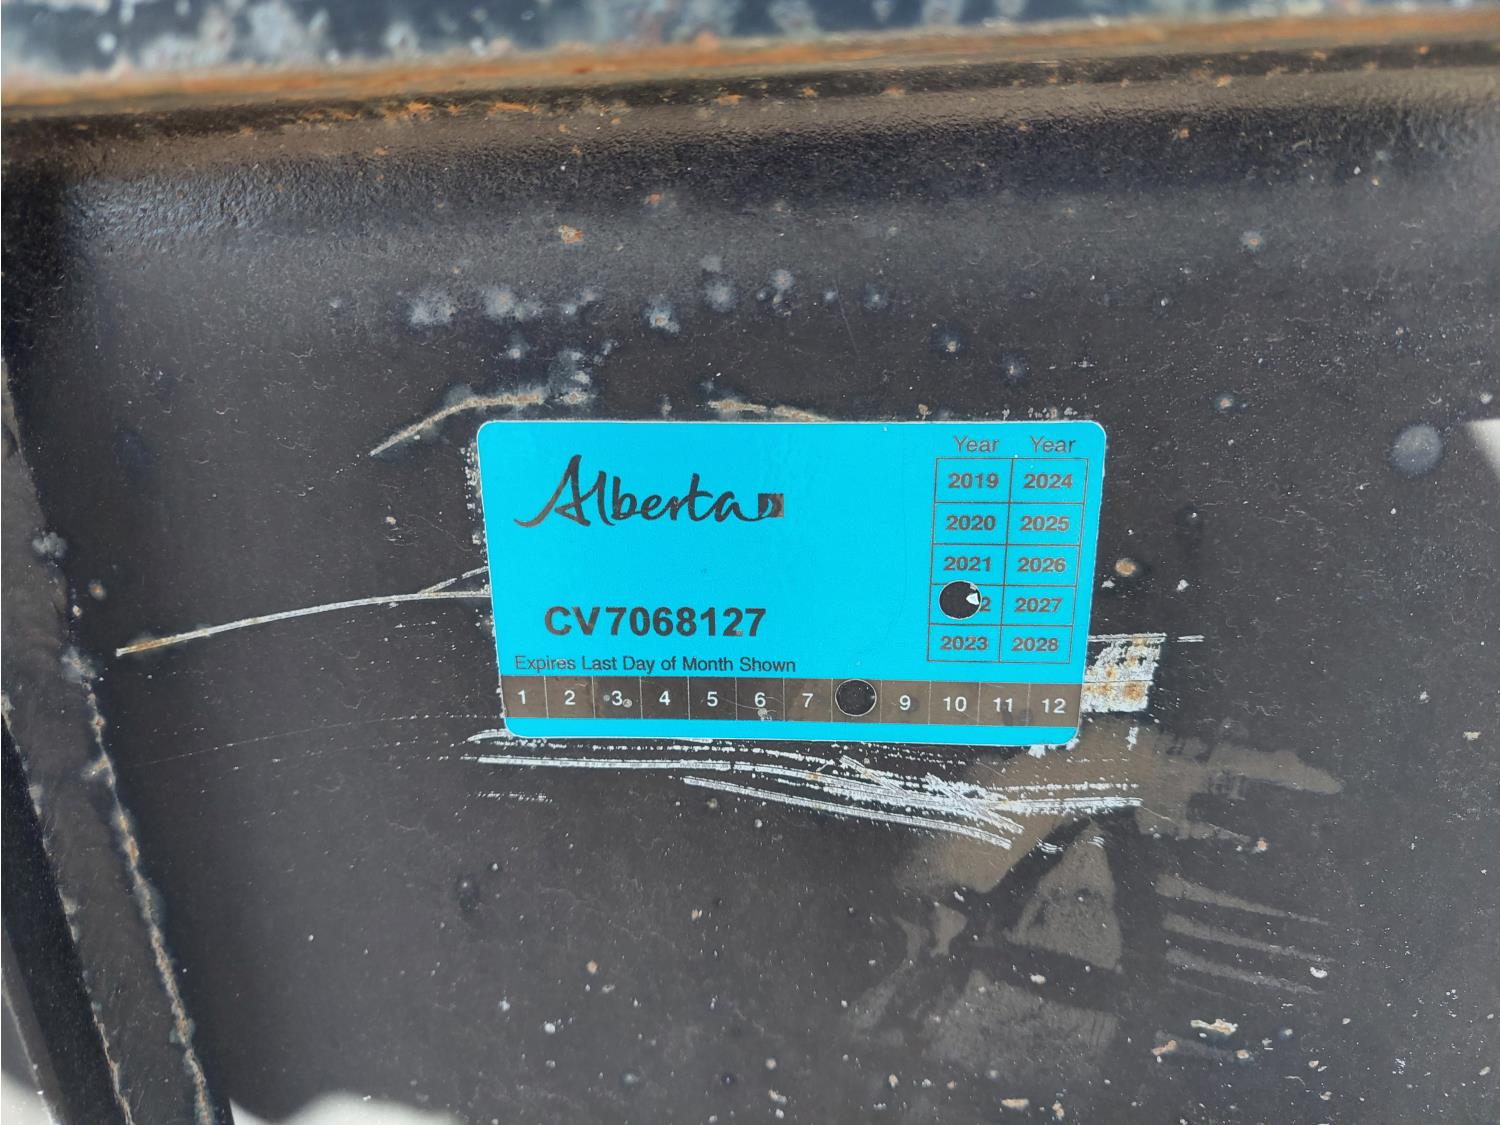 Alberta
Year Year
2019 2024
2020 2025
2021 2026
2 2027
2023 2028
CV7068127
Expires Last Day of Month Shown
1 2 3 4 5 6 7 9 10 11 12